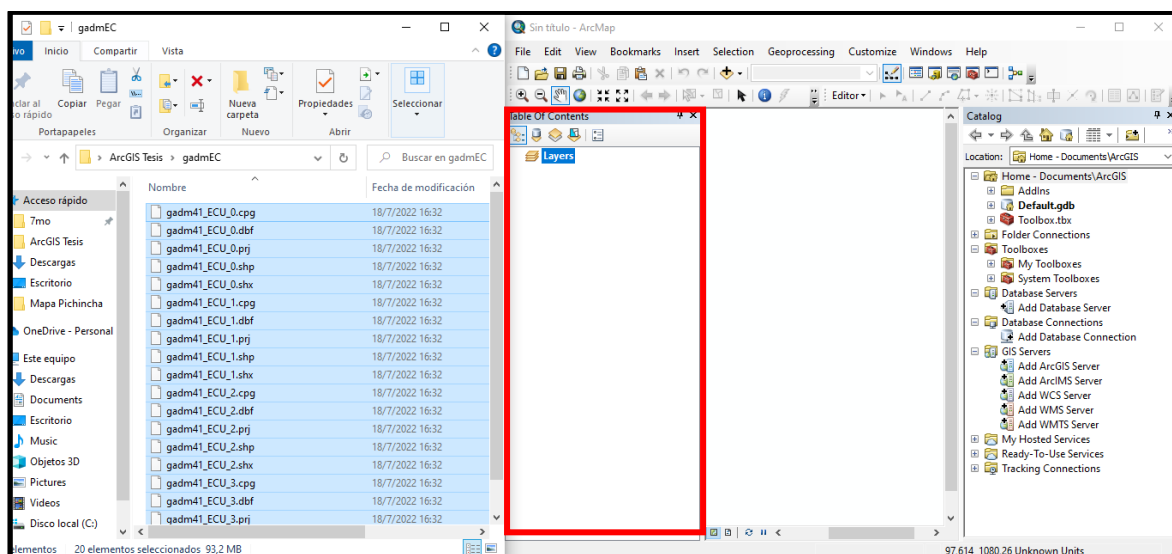 gadmEC
Inicio Compartir Vista
Copiar Pegar
Nueva carpeta
Propiedades
Seleccionar
Portapapeles Organizar Nuevo Abrir
ArcGIS Tesis > gadmEC
Buscar en gadmEC
Acceso rápido
7mo
ArcGIS Tesis
Descargas
Escritorio
Mapa Pichincha
OneDrive - Personal
Este equipo
Descargas
Documents
Escritorio
Music
Objetos 3D
Pictures
Videos
Disco local (C:)
Nombre Fecha de modificación
gadm41_ECU_0.cpg 18/7/2022 16:32
gadm41_ECU_0.dbf 18/7/2022 16:32
gadm41_ECU_0.prj 18/7/2022 16:32
gadm41_ECU_0.shp 18/7/2022 16:32
gadm41_ECU_0.shx 18/7/2022 16:32
gadm41_ECU_1.cpg 18/7/2022 16:32
gadm41_ECU_1.dbf 18/7/2022 16:32
gadm41_ECU_1.prj 18/7/2022 16:32
gadm41_ECU_1.shp 18/7/2022 16:32
gadm41_ECU_1.shx 18/7/2022 16:32
gadm41_ECU_2.cpg 18/7/2022 16:32
gadm41_ECU_2.dbf 18/7/2022 16:32
gadm41_ECU_2.prj 18/7/2022 16:32
gadm41_ECU_2.shp 18/7/2022 16:32
gadm41_ECU_2.shx 18/7/2022 16:32
gadm41_ECU_3.cpg 18/7/2022 16:32
gadm41_ECU_3.dbf 18/7/2022 16:32
gadm41_ECU_3.prj 18/7/2022 16:32
20 elementos seleccionados 93,2 MB
Sin título - ArcMap
File Edit View Bookmarks Insert Selection Geoprocessing Customize Windows Help
Editor
Table Of Contents
Layers
Catalog
Location: Home - Documents\ArcGIS
Home - Documents\ArcGIS
AddIns
Default.gdb
Toolbox.tbx
Folder Connections
Toolboxes
My Toolboxes
System Toolboxes
Database Servers
Add Database Server
Database Connections
Add Database Connection
GIS Servers
Add ArcGIS Server
Add ArcIMS Server
Add WCS Server
Add WMS Server
Add WMTS Server
My Hosted Services
Ready-To-Use Services
Tracking Connections
97,614 1080,26 Unknown Units